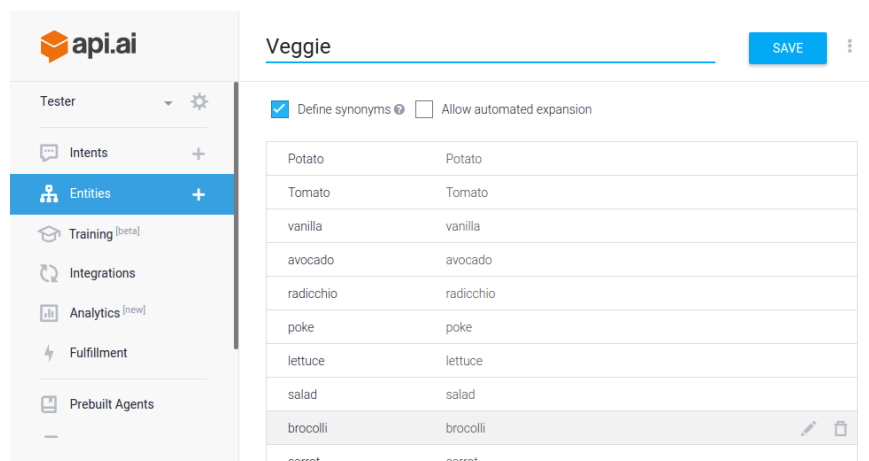 api.ai
Veggie
SAVE
Tester
Define synonyms
Allow automated expansion
Intents
Entities
Training [beta]
Integrations
Analytics [new]
Fulfillment
Prebuilt Agents
Potato Potato
Tomato Tomato
vanilla vanilla
avocado avocado
radicchio radicchio
poke poke
lettuce lettuce
salad salad
brocolli brocolli